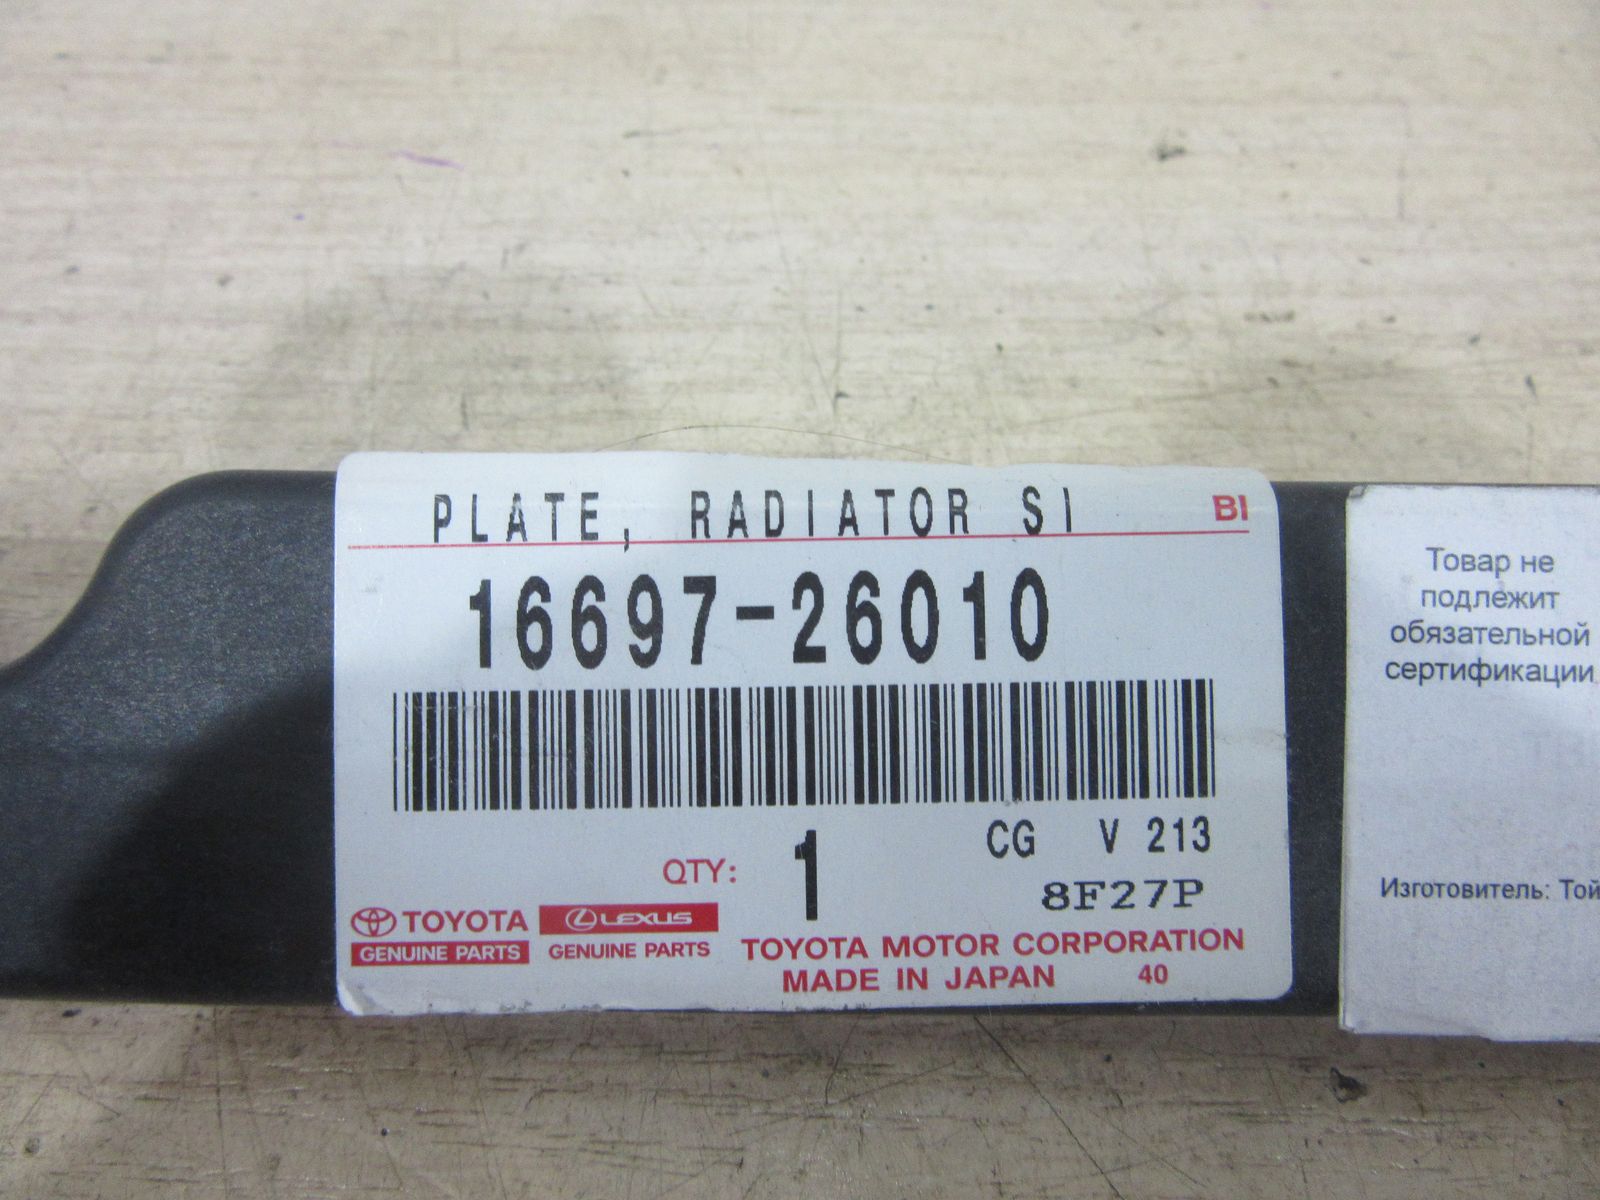 PLATE, RADIATOR SI
BI
16697-26010
QTY: 1
CG V 213
8F27P
TOYOTA
GENUINE PARTS
LEXUS
GENUINE PARTS
TOYOTA MOTOR CORPORATION
MADE IN JAPAN 40
Товар не
подлежит
обязательной
сертификации
Изготовитель: Той